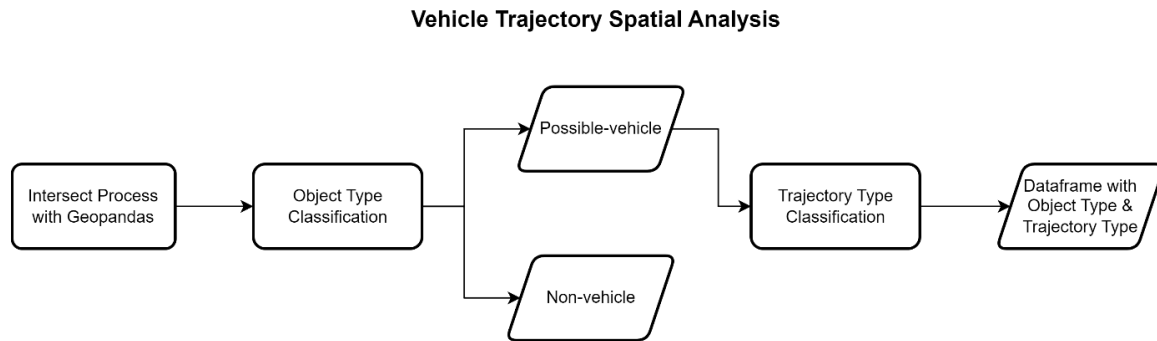 Vehicle Trajectory Spatial Analysis
Intersect Process
with Geopandas
Object Type
Classification
Possible-vehicle
Non-vehicle
Trajectory Type
Classification
Dataframe with
Object Type &
Trajectory Type